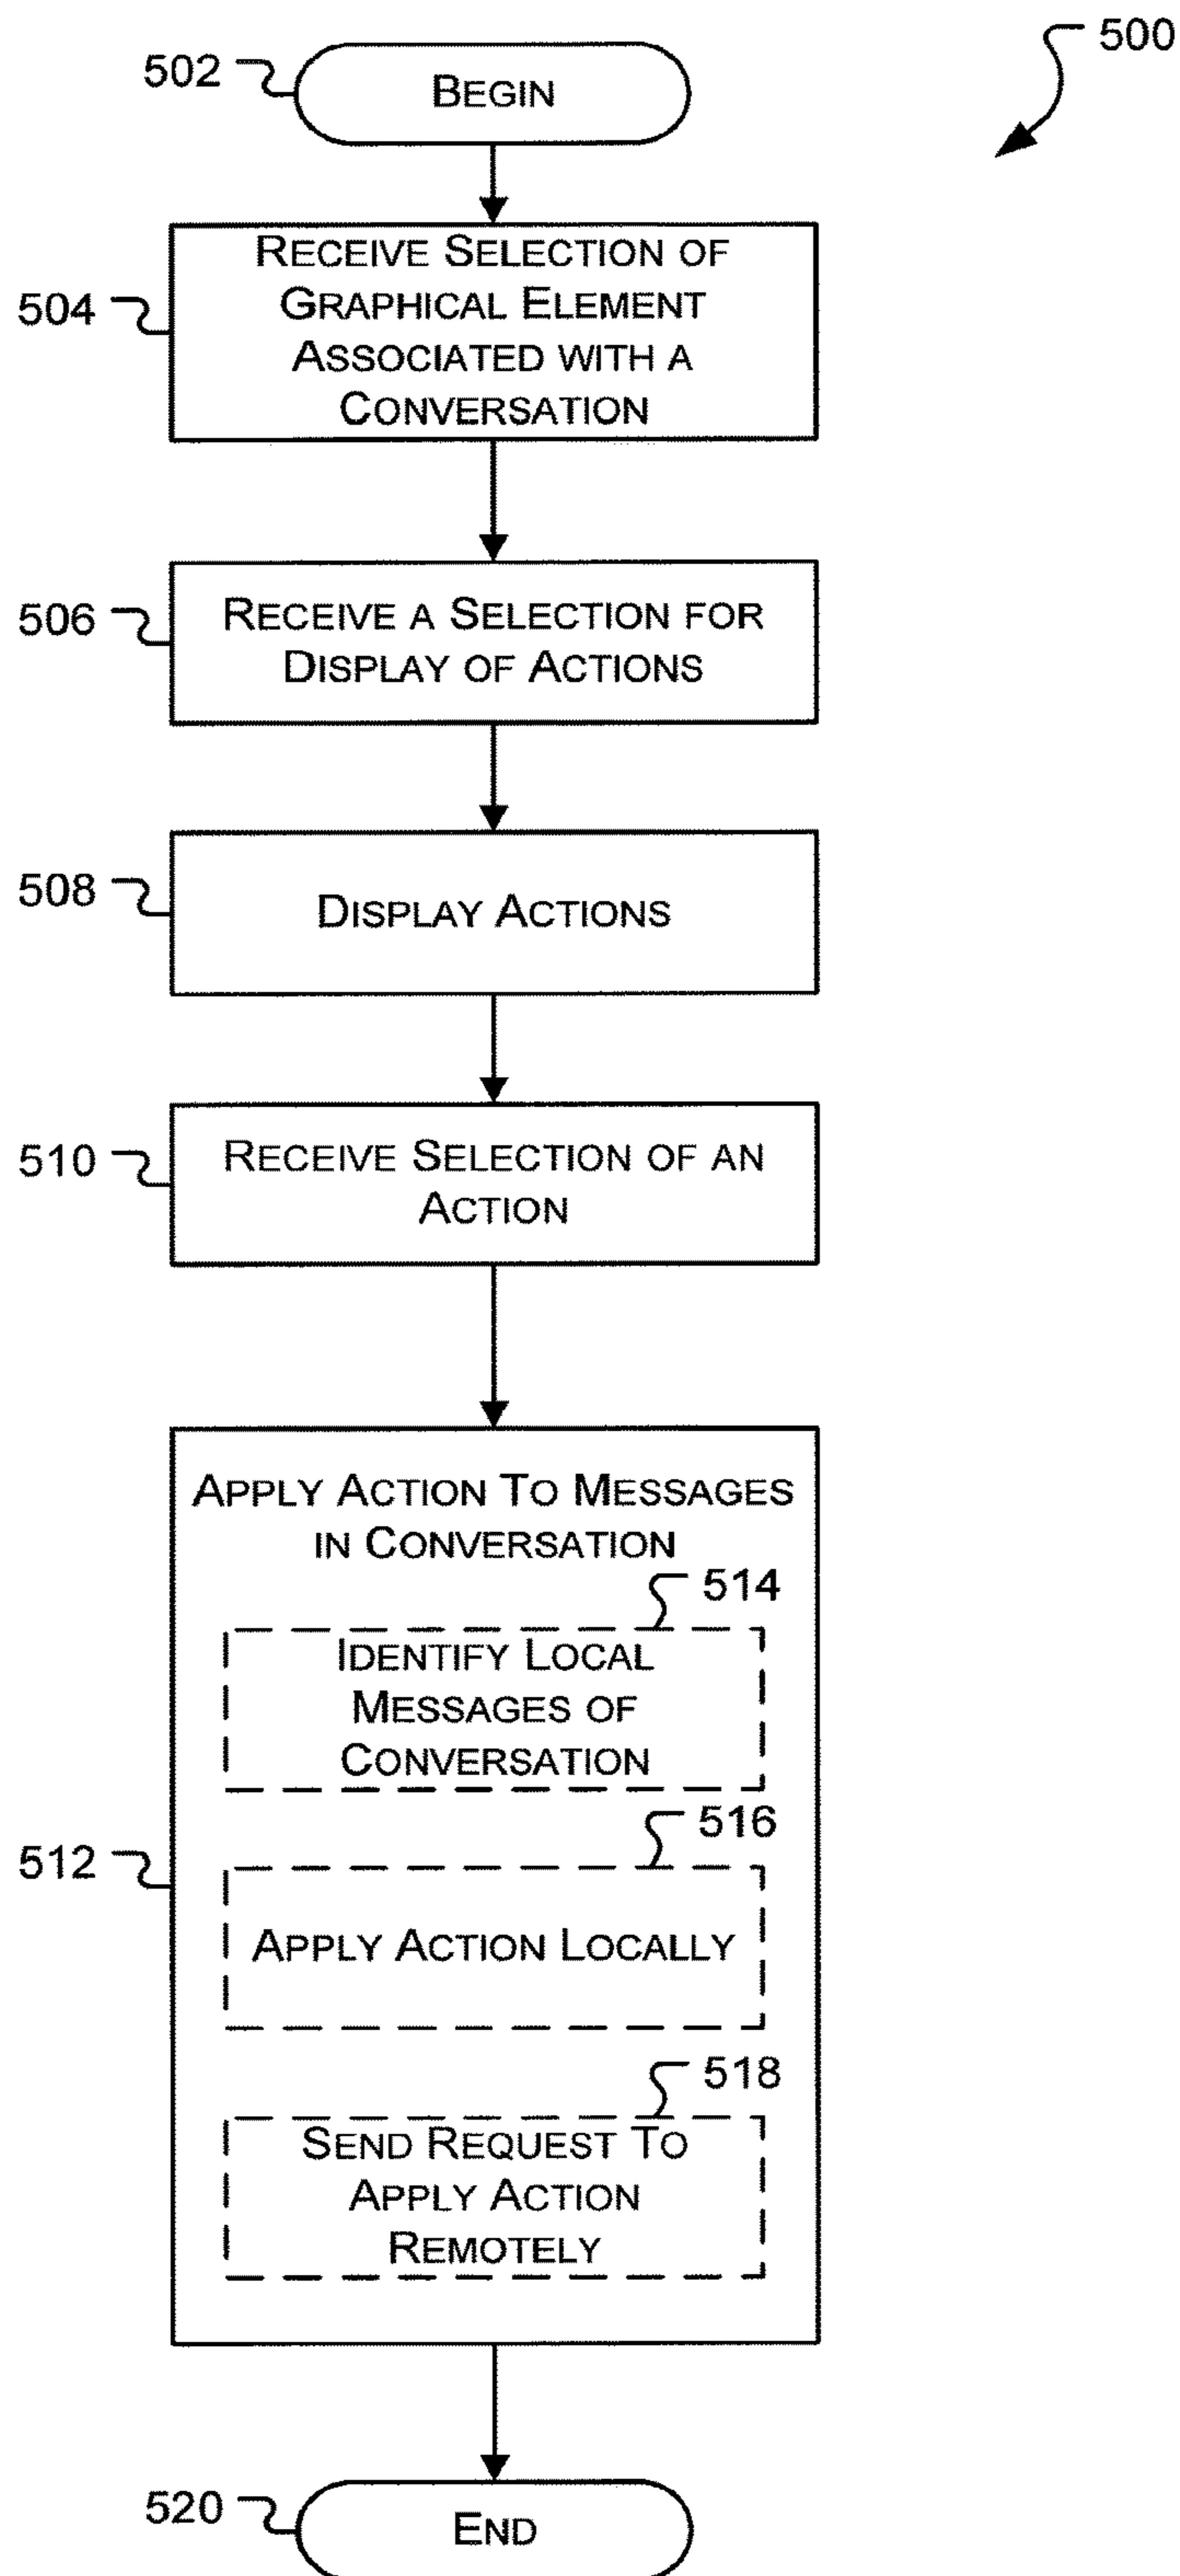 500
502
BEGIN
504
RECEIVE SELECTION OF
GRAPHICAL ELEMENT
ASSOCIATED WITH A
CONVERSATION
506
RECEIVE A SELECTION FOR
DISPLAY OF ACTIONS
508
DISPLAY ACTIONS
510
RECEIVE SELECTION OF AN
ACTION
512
APPLY ACTION TO MESSAGES
IN CONVERSATION
514
IDENTIFY LOCAL
MESSAGES OF
CONVERSATION
516
APPLY ACTION LOCALLY
518
SEND REQUEST TO
APPLY ACTION
REMOTELY
520
END